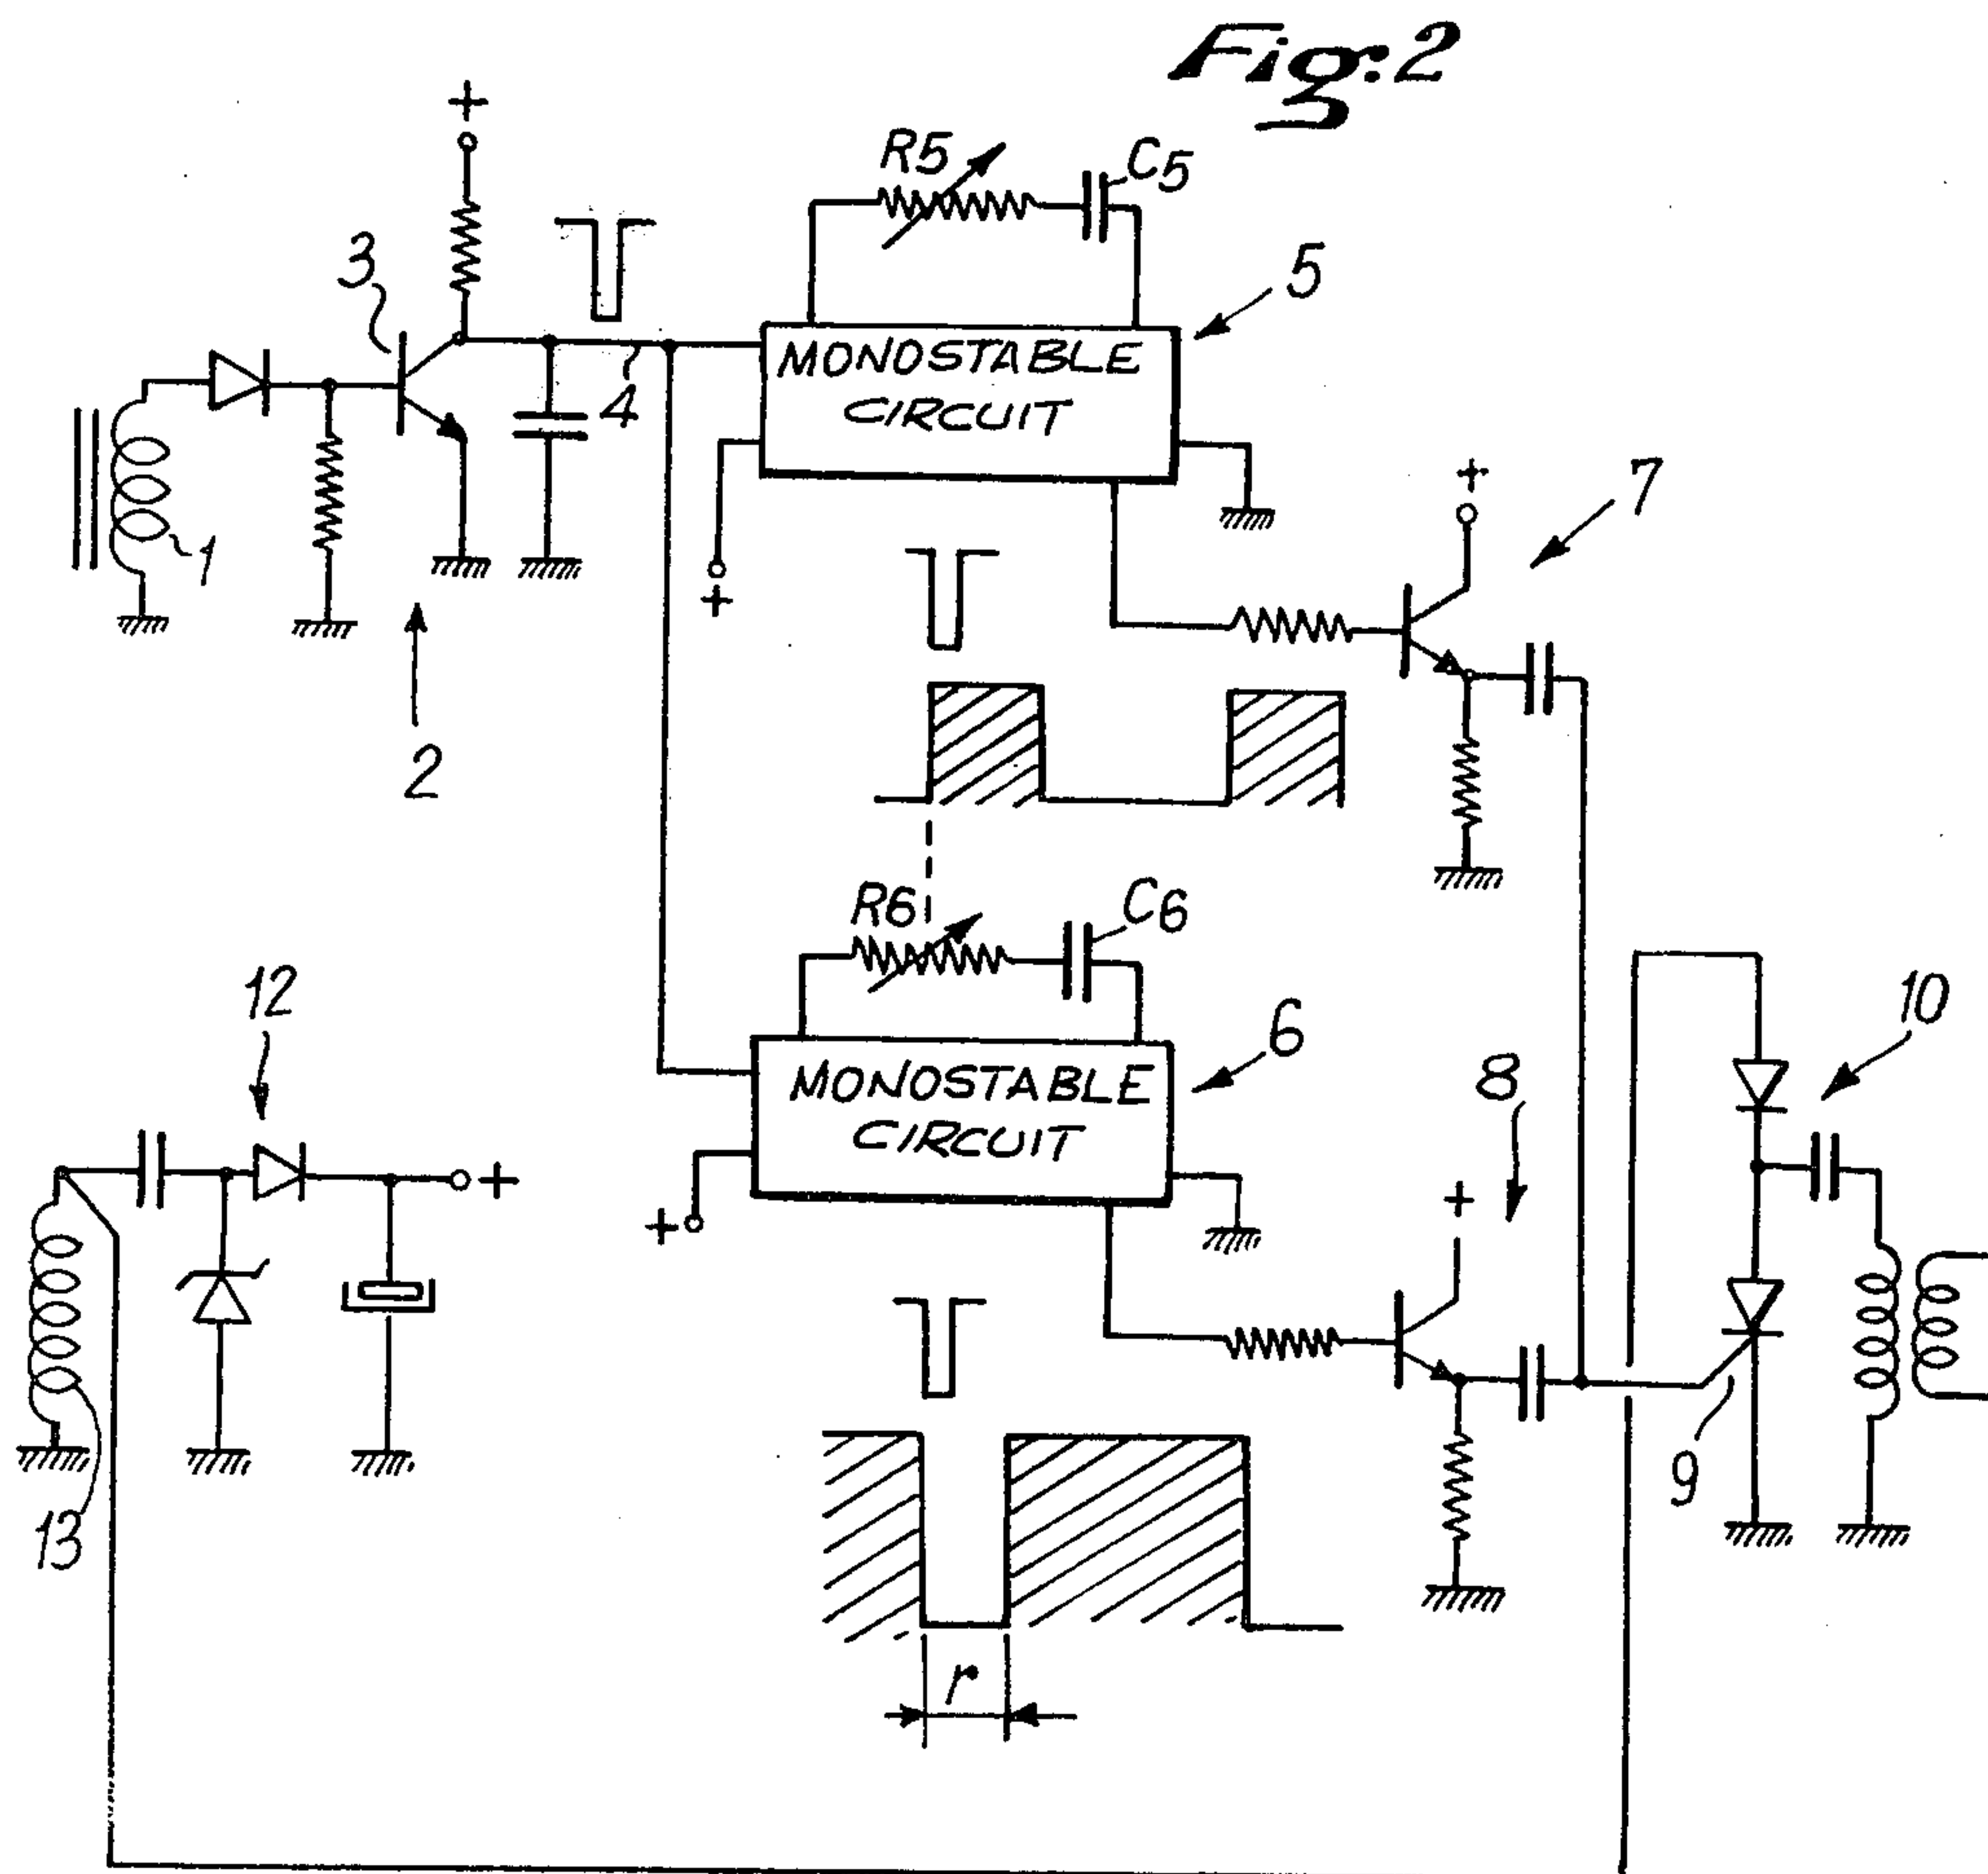 Fig:2
+
R5
C5
3
5
MONOSTABLE
CIRCUIT
4
1
+
7
+
2
R6
C6
12
10
6
MONOSTABLE
CIRCUIT
8
+
+
+
9
13
r